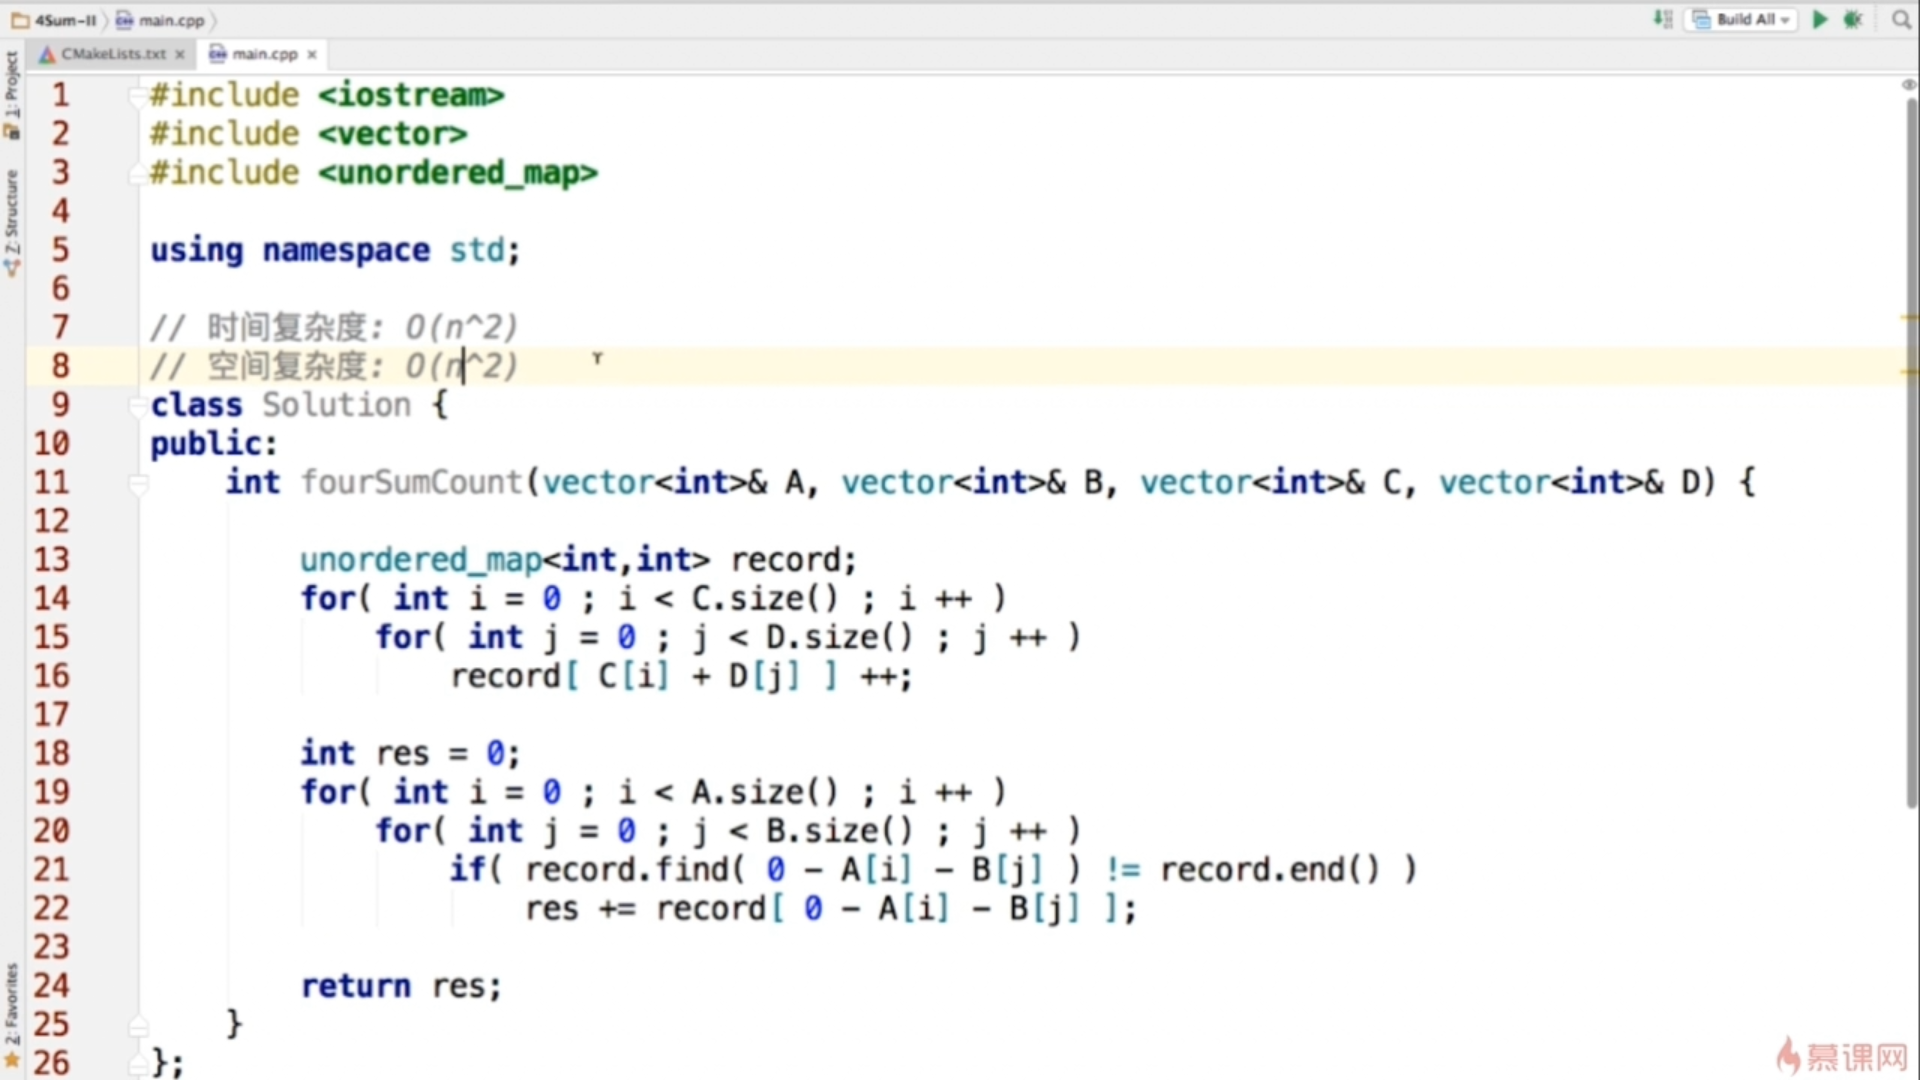 4Sum-II main.cpp Build All
CMakeLists.txt main.cpp
1: Project
7: Structure
2: Favorites
1 #include <iostream>
2 #include <vector>
3 #include <unordered_map>
4
5 using namespace std;
6
7 // 时间复杂度: O(n^2)
8 // 空间复杂度: O(n^2)
9 class Solution {
10 public:
11 int fourSumCount(vector<int>& A, vector<int>& B, vector<int>& C, vector<int>& D) {
12
13 unordered_map<int,int> record;
14 for( int i = 0 ; i < C.size() ; i ++ )
15 for( int j = 0 ; j < D.size() ; j ++ )
16 record[ C[i] + D[j] ] ++;
17
18 int res = 0;
19 for( int i = 0 ; i < A.size() ; i ++ )
20 for( int j = 0 ; j < B.size() ; j ++ )
21 if( record.find( 0 - A[i] - B[j] ) != record.end() )
22 res += record[ 0 - A[i] - B[j] ];
23
24 return res;
25 }
26 };
慕课网